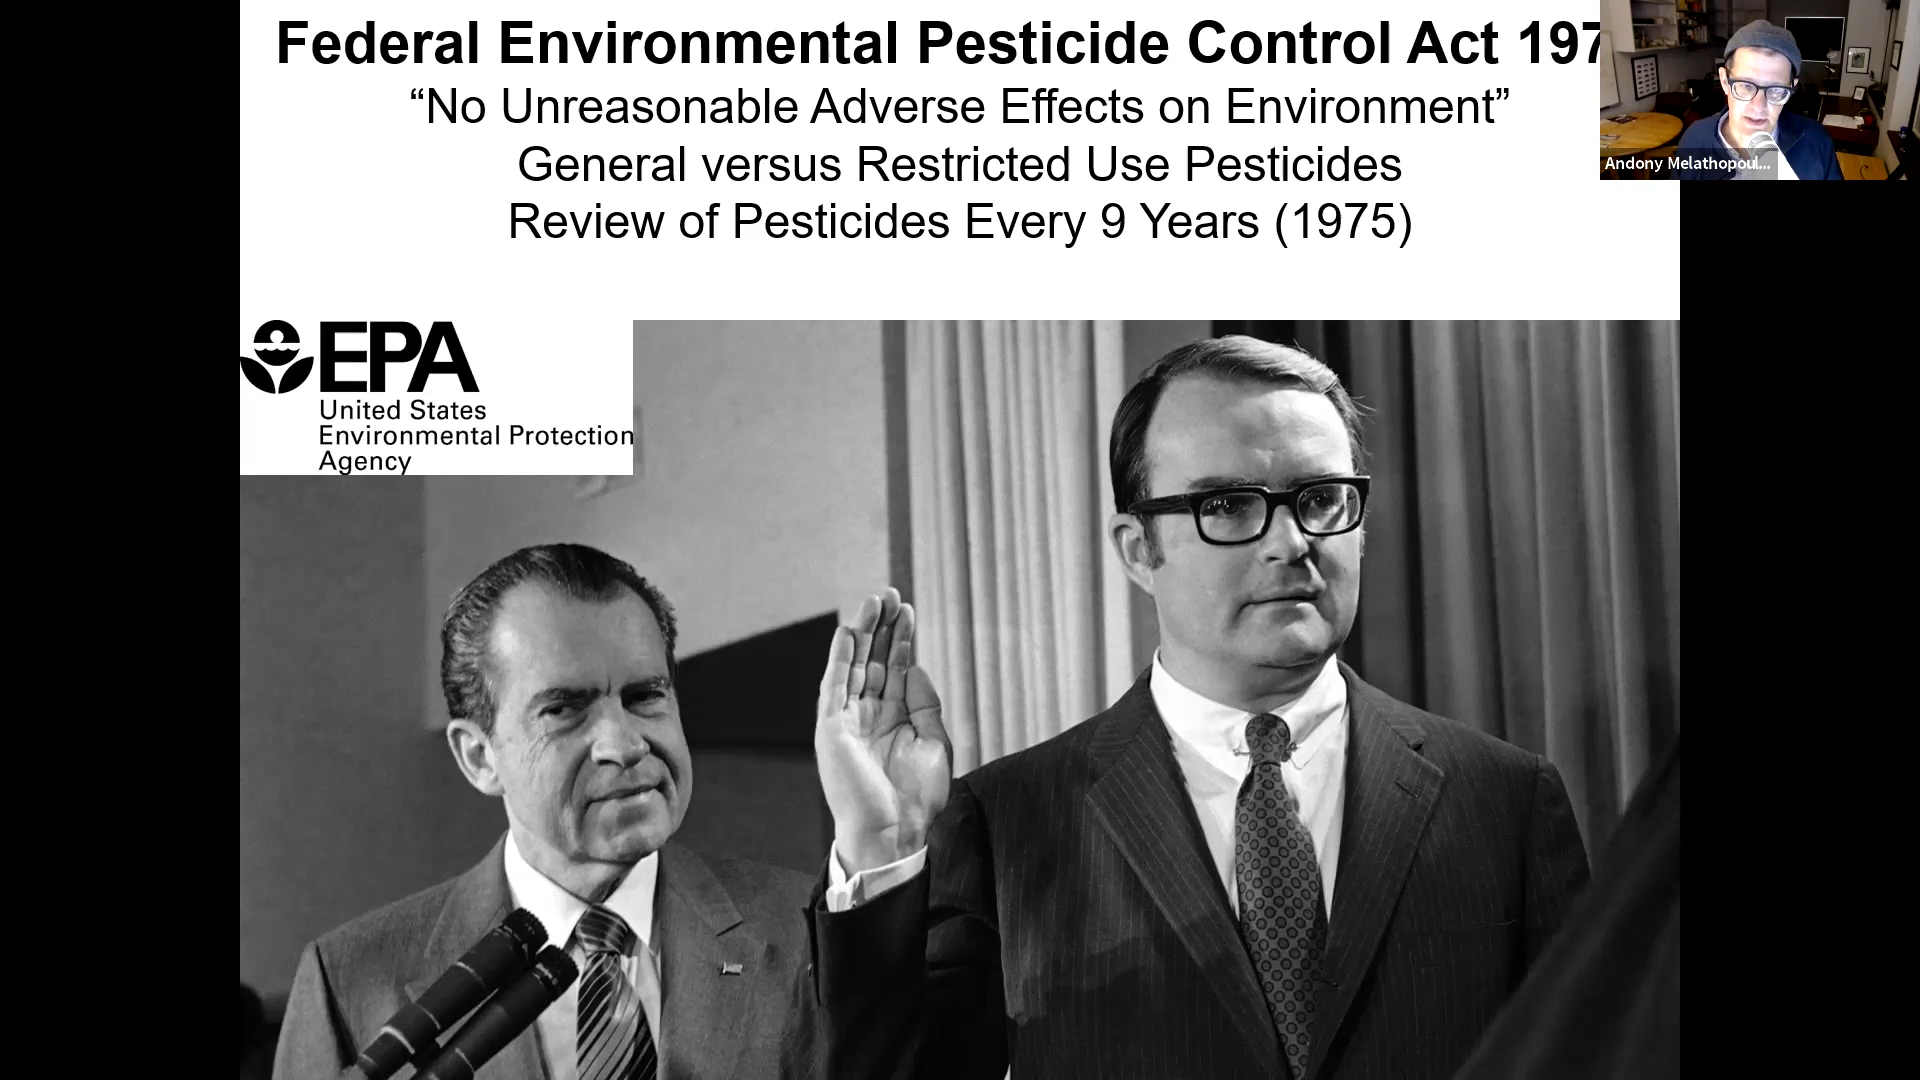 Federal Environmental Pesticide Control Act 197
“No Unreasonable Adverse Effects on Environment”
General versus Restricted Use Pesticides
Review of Pesticides Every 9 Years (1975)
Andony Melathopoul...
EPA
United States
Environmental Protection
Agency